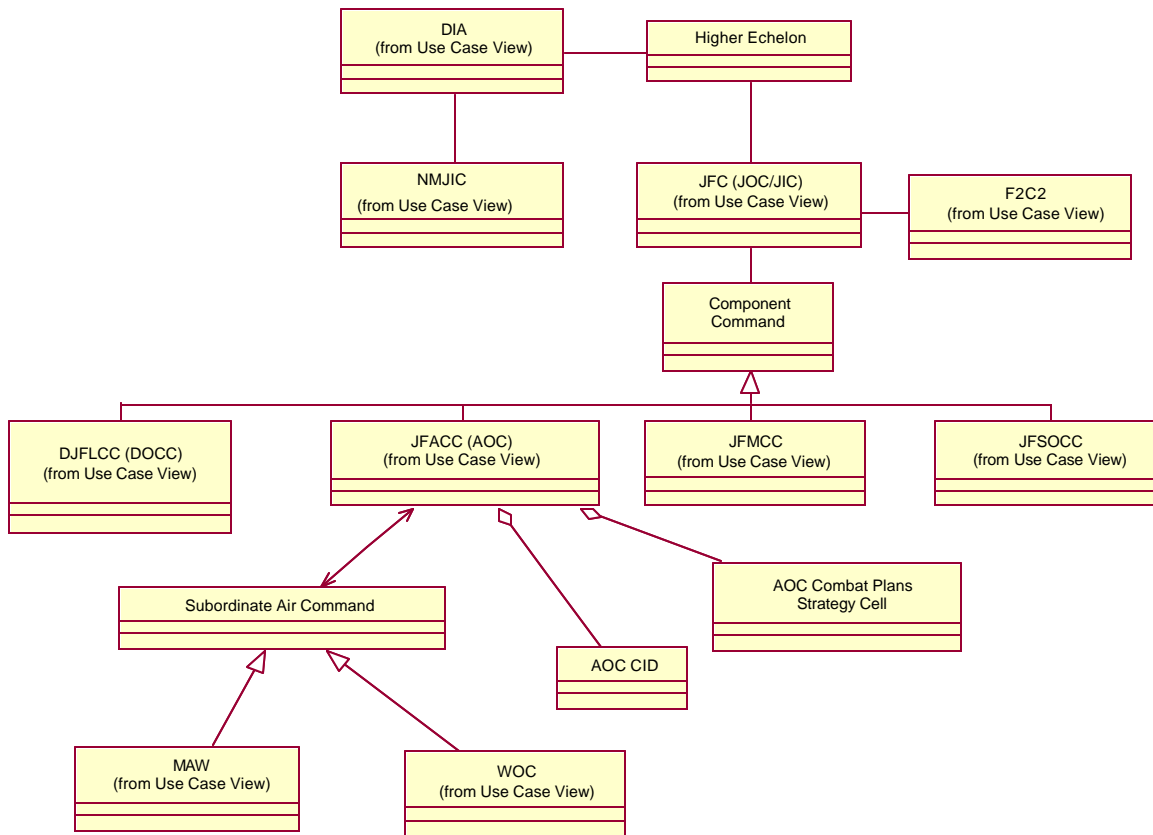 DIA
(from Use Case View)
Higher Echelon
NMJIC
(from Use Case View)
JFC (JOC/JIC)
(from Use Case View)
F2C2
(from Use Case View)
Component
Command
DJFLCC (DOCC)
(from Use Case View)
JFACC (AOC)
(from Use Case View)
JFMCC
(from Use Case View)
JFSOCC
(from Use Case View)
Subordinate Air Command
AOC Combat Plans
Strategy Cell
AOC CID
MAW
(from Use Case View)
WOC
(from Use Case View)